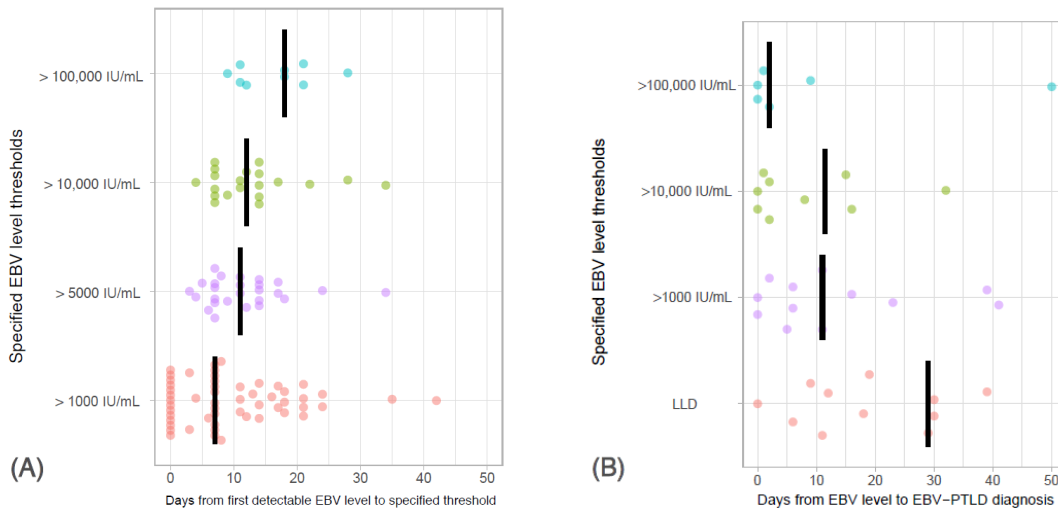 Specified EBV level thresholds
> 100,000 IU/mL
> 10,000 IU/mL
> 5000 IU/mL
> 1000 IU/mL
0 10 20 30 40 50
Days from first detectable EBV level to specified threshold
(A)
Specified EBV level thresholds
>100,000 IU/mL
>10,000 IU/mL
>1000 IU/mL
LLD
0 10 20 30 40 50
Days from EBV level to EBV−PTLD diagnosis
(B)